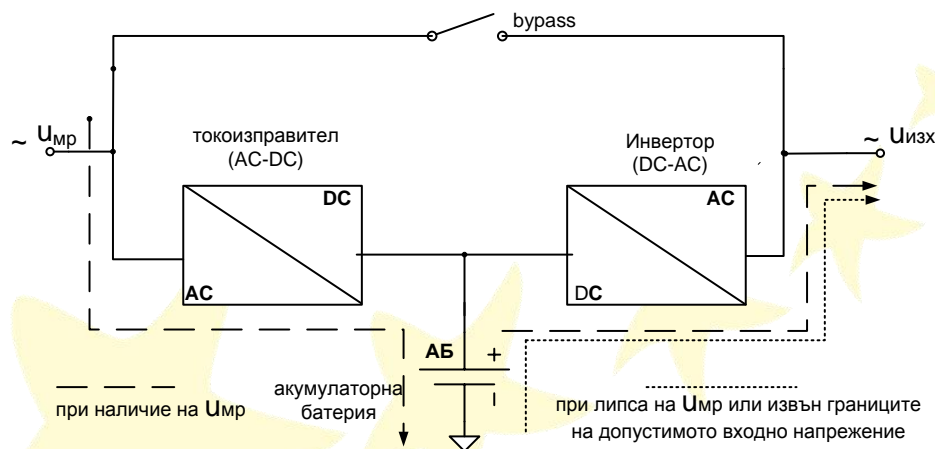 bypass
~ uмр
токоизправител
(AC-DC)
Инвертор
(DC-AC)
~ uизх
DC
AC
AC
DC
АБ
+
-
акумулаторна
батерия
при наличие на uмр
при липса на uмр или извън границите
на допустимото входно напрежение